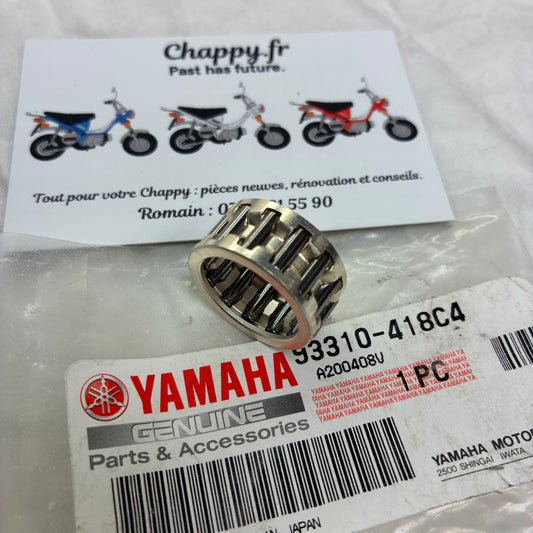 Chappy.fr
Past has future.
Tout pour votre Chappy : pièces neuves, rénovation et conseils.
Romain : 55 90
93310-418C4
A200408V
1 PC
YAMAHA
GENUINE
Parts & Accessories
YAMAHA MOTOR
2500 SHINGAI IWATA
JAPAN